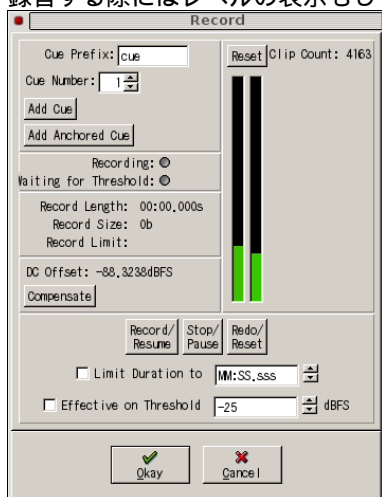 録音する際にはレベルの表示もし
Record
Cue Prefix: cue
Cue Number: 1
Add Cue
Add Anchored Cue
Recording:
Waiting for Threshold:
Record Length: 00:00.000s
Record Size: 0b
Record Limit:
DC Offset: -88.3238dBFS
Compensate
Reset Clip Count: 4163
Record/ Resume
Stop/ Pause
Redo/ Reset
Limit Duration to MM:SS.sss
Effective on Threshold -25 dBFS
Okay
Cancel